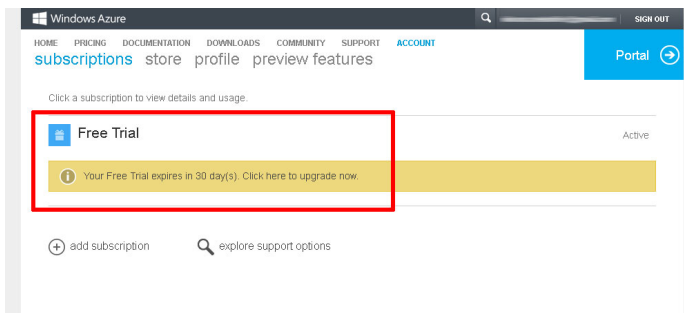 Windows Azure SIGN OUT
HOME PRICING DOCUMENTATION DOWNLOADS COMMUNITY SUPPORT ACCOUNT
subscriptions store profile preview features
Portal
Click a subscription to view details and usage.
Free Trial Active
Your Free Trial expires in 30 day(s). Click here to upgrade now.
add subscription explore support options